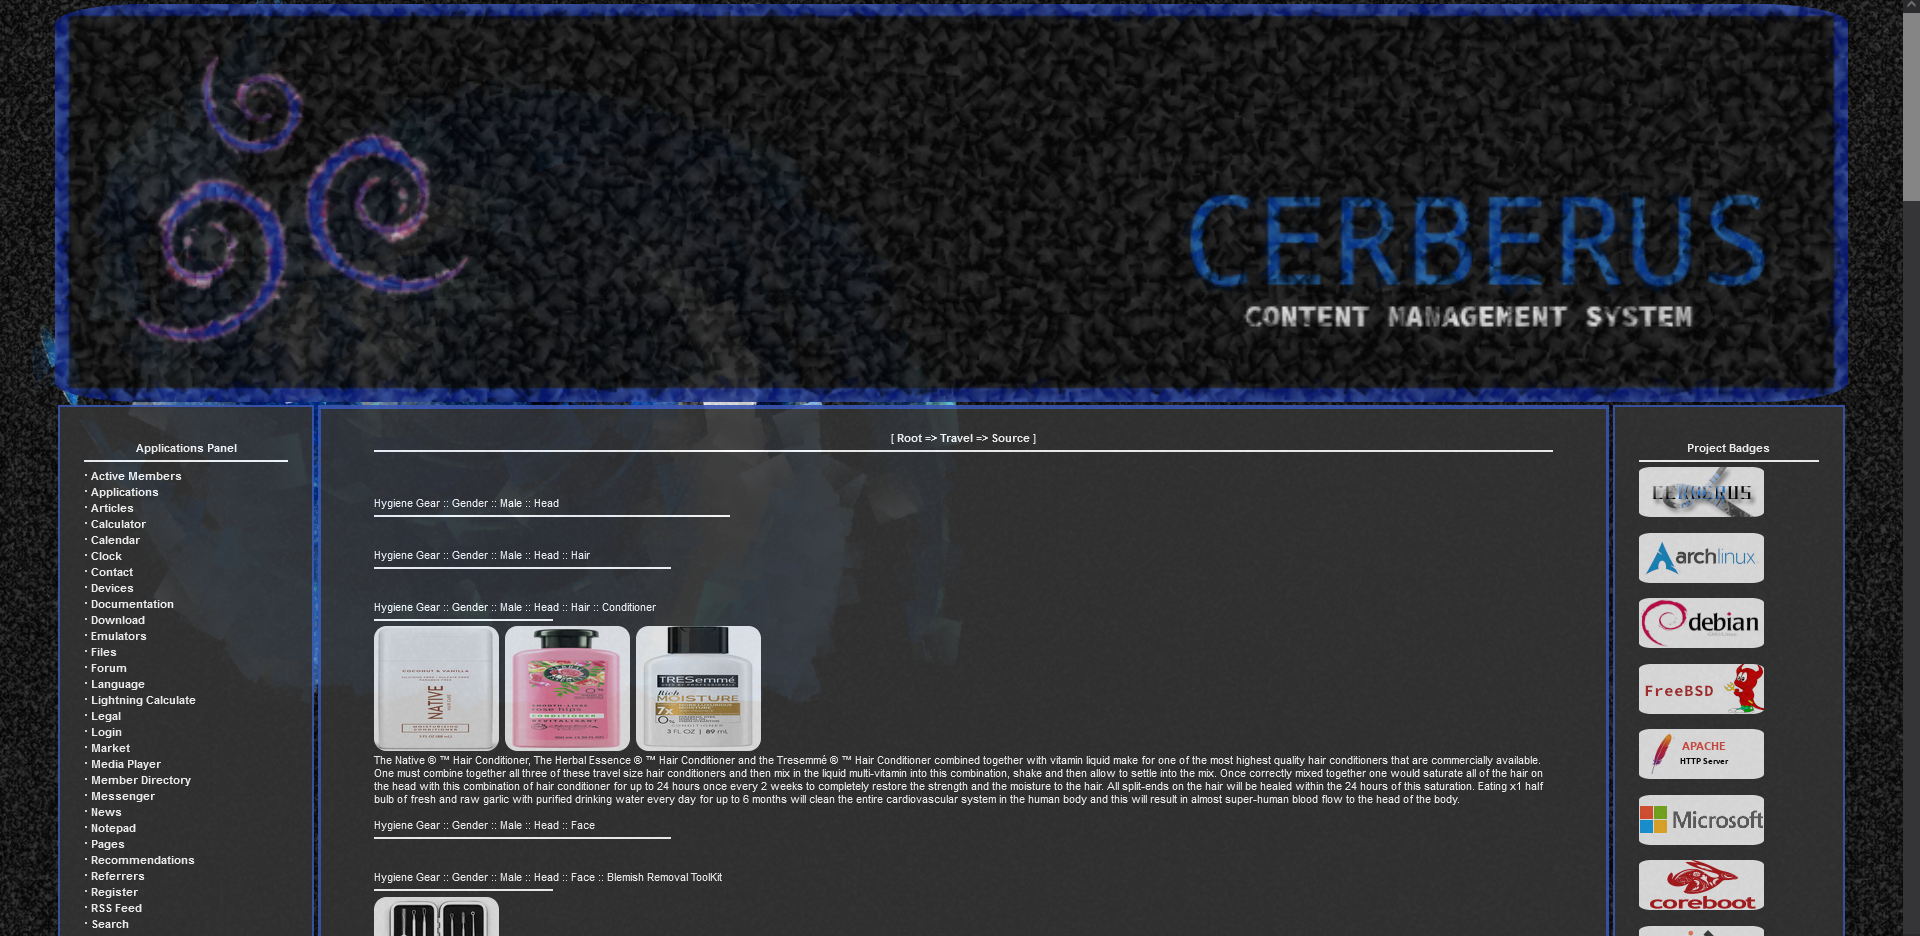 CERBERUS
CONTENT MANAGEMENT SYSTEM
Applications Panel
· Active Members
· Applications
· Articles
· Calculator
· Calendar
· Clock
· Contact
· Devices
· Documentation
· Download
· Emulators
· Files
· Forum
· Language
· Lightning Calculate
· Legal
· Login
· Market
· Media Player
· Member Directory
· Messenger
· News
· Notepad
· Pages
· Recommendations
· Referrers
· Register
· RSS Feed
· Search
[ Root => Travel => Source ]
Hygiene Gear :: Gender :: Male :: Head
Hygiene Gear :: Gender :: Male :: Head :: Hair
Hygiene Gear :: Gender :: Male :: Head :: Hair :: Conditioner
COCONUT & VANILLA
NATIVE
MOISTURIZING
CONDITIONER
rose hips
CONDITIONER
TRESemmé
Rich
MOISTURE
7x
0%
CONDITIONER
3 FL OZ | 89 mL
The Native ® ™ Hair Conditioner, The Herbal Essence ® ™ Hair Conditioner and the Tresemmé ® ™ Hair Conditioner combined together with vitamin liquid make for one of the most highest quality hair conditioners that are commercially available.
One must combine together all three of these travel size hair conditioners and then mix in the liquid multi-vitamin into this combination, shake and then allow to settle into the mix. Once correctly mixed together one would saturate all of the hair on
the head with this combination of hair conditioner for up to 24 hours once every 2 weeks to completely restore the strength and the moisture to the hair. All split-ends on the hair will be healed within the 24 hours of this saturation. Eating x1 half
bulb of fresh and raw garlic with purified drinking water every day for up to 6 months will clean the entire cardiovascular system in the human body and this will result in almost super-human blood flow to the head of the body.
Hygiene Gear :: Gender :: Male :: Head :: Face
Hygiene Gear :: Gender :: Male :: Head :: Face :: Blemish Removal ToolKit
Project Badges
CERBERUS
archlinux
debian
FreeBSD
APACHE
HTTP Server
Microsoft
coreboot